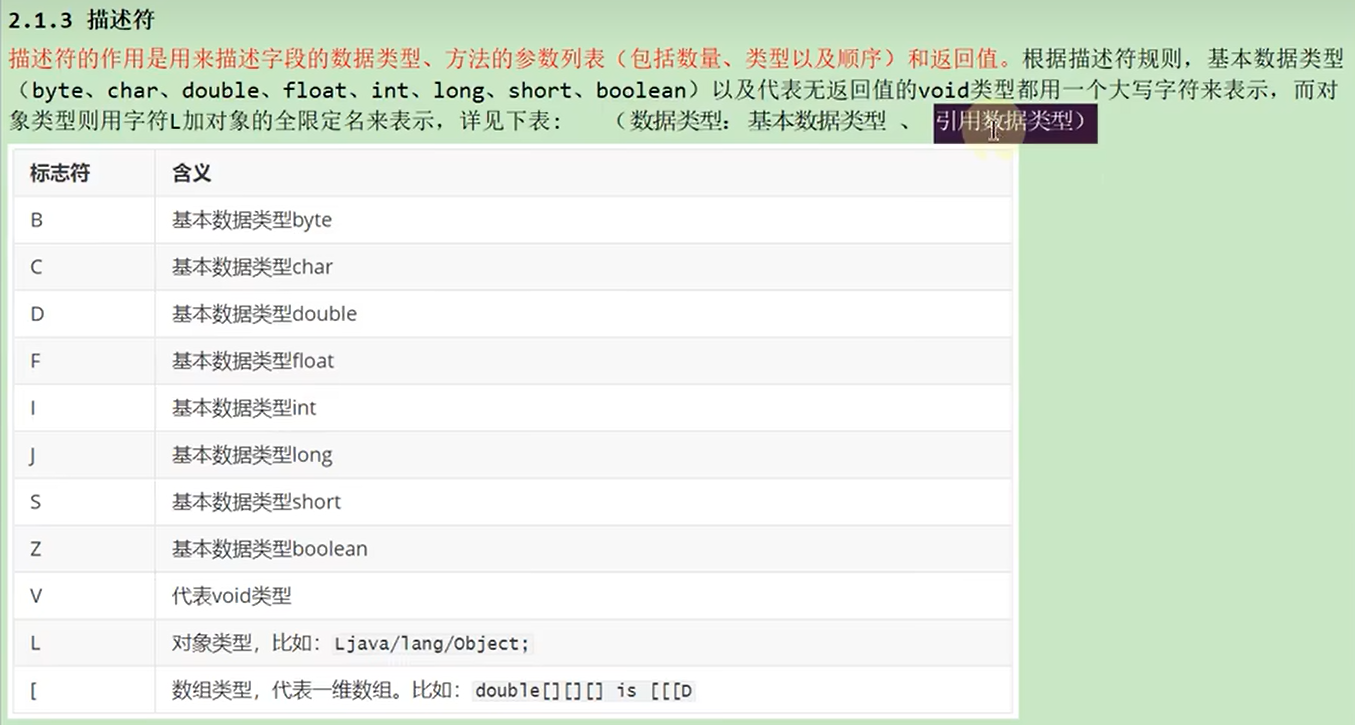 2.1.3 描述符
描述符的作用是用来描述字段的数据类型、方法的参数列表（包括数量、类型以及顺序）和返回值。根据描述符规则，基本数据类型
（byte、char、double、float、int、long、short、boolean）以及代表无返回值的void类型都用一个大写字符来表示，而对
象类型则用字符L加对象的全限定名来表示，详见下表： （数据类型：基本数据类型 、 引用数据类型）
标志符 含义
B 基本数据类型byte
C 基本数据类型char
D 基本数据类型double
F 基本数据类型float
I 基本数据类型int
J 基本数据类型long
S 基本数据类型short
Z 基本数据类型boolean
V 代表void类型
L 对象类型，比如：Ljava/lang/Object;
[ 数组类型，代表一维数组。比如：double[][][] is [[[D